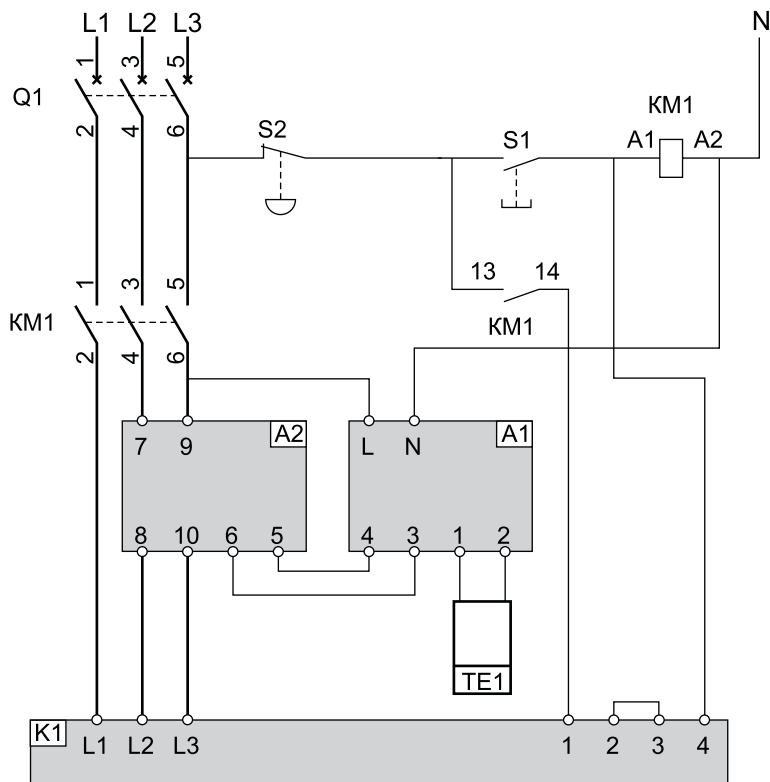 L1 L2 L3 N
1 3 5
Q1
2 4 6
S2 S1 KM1
A1 A2
13 14
1 3 5
KM1 KM1
2 4 6
A2 A1
7 9 L N
8 10 6 5 4 3 1 2
TE1
K1
L1 L2 L3 1 2 3 4